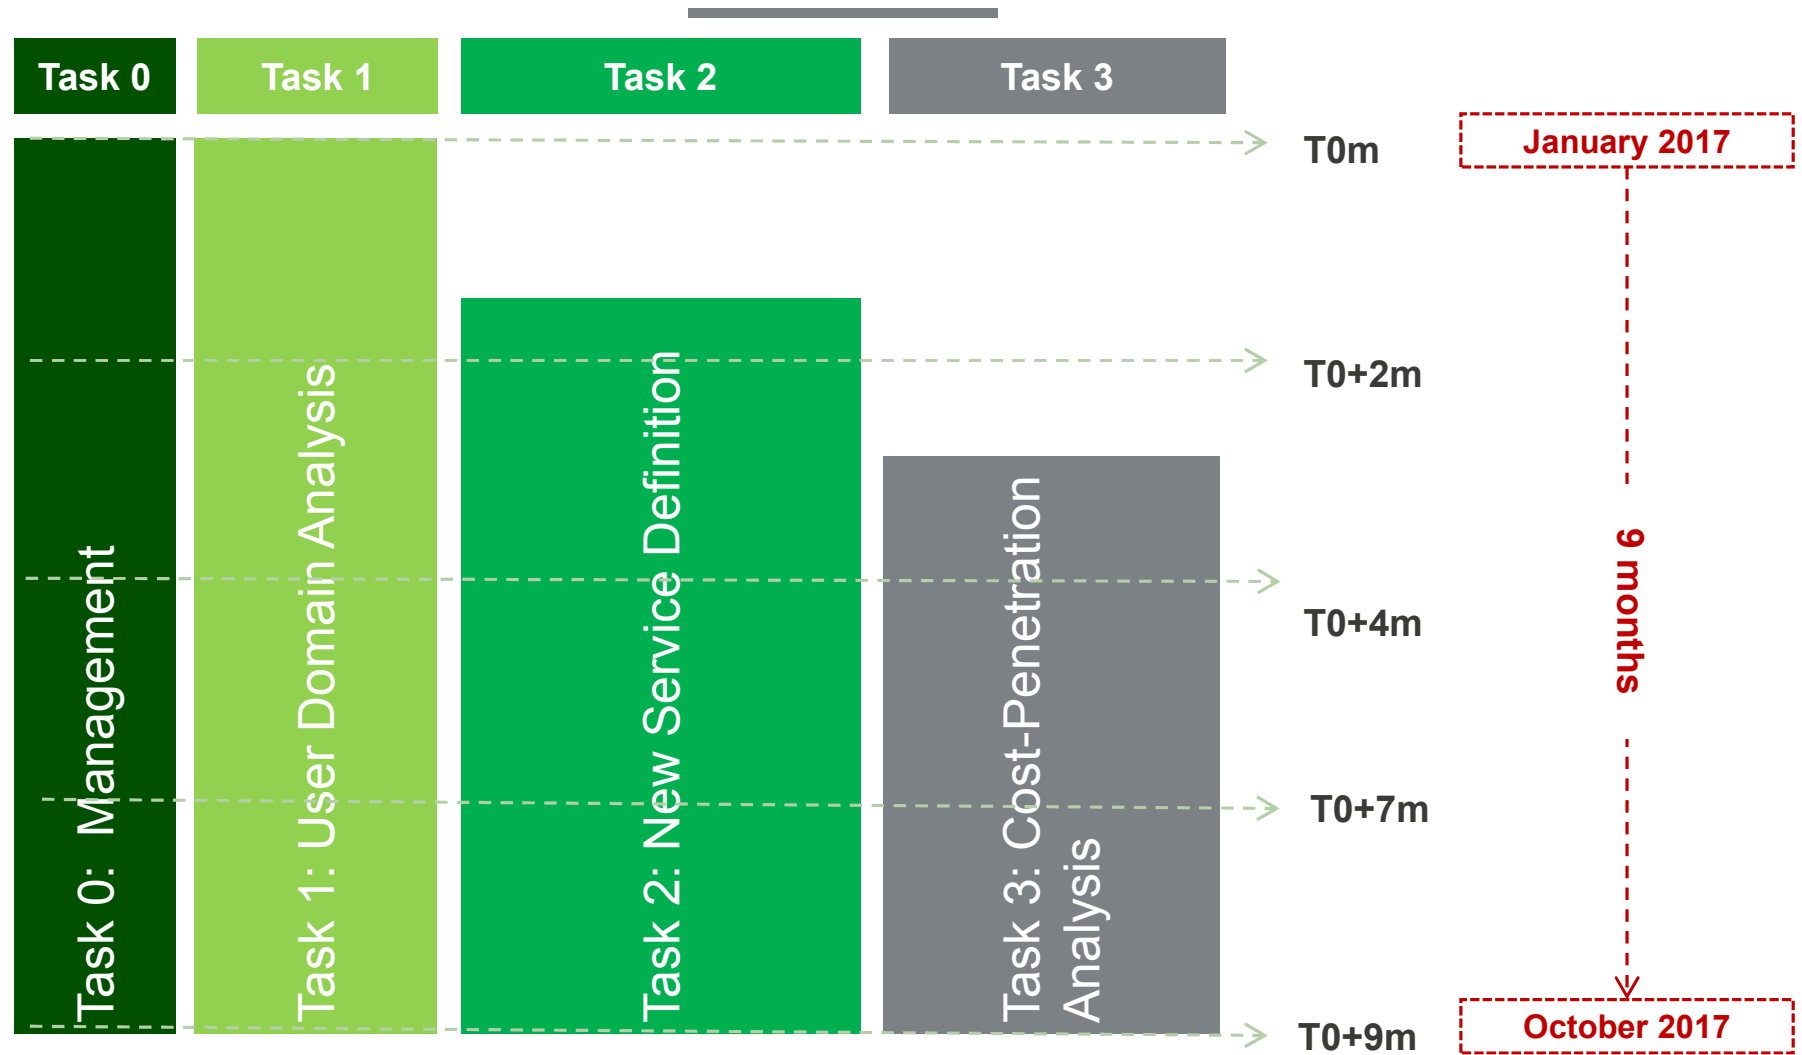 Task 0
Task 1
Task 2
Task 3
T0m
January 2017
T0+2m
T0+4m
9 months
T0+7m
T0+9m
October 2017
Task 0:  Management
Task 1: User Domain Analysis
Task 2: New Service Definition
Task 3: Cost-Penetration
Analysis